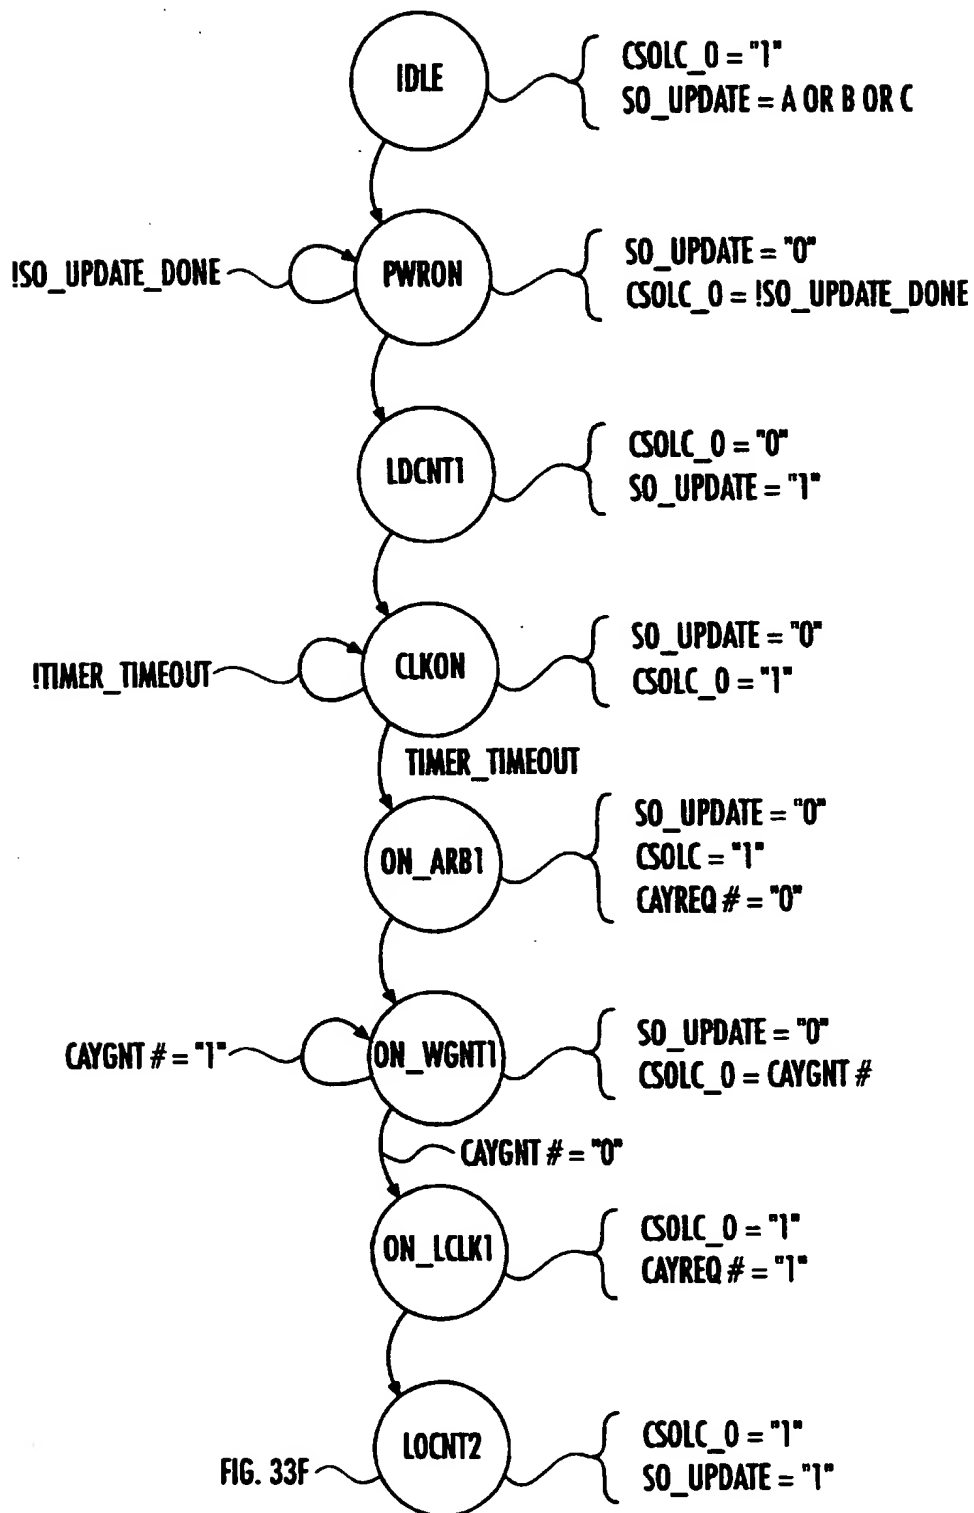 IDLE
CSOLC_0 = "1"
SO_UPDATE = A OR B OR C
!SO_UPDATE_DONE
PWRON
SO_UPDATE = "0"
CSOLC_0 = !SO_UPDATE_DONE
LDCNT1
CSOLC_0 = "0"
SO_UPDATE = "1"
!TIMER_TIMEOUT
CLKON
SO_UPDATE = "0"
CSOLC_0 = "1"
TIMER_TIMEOUT
ON_ARB1
SO_UPDATE = "0"
CSOLC = "1"
CAYREQ # = "0"
CAYGNT # = "1"
ON_WGNT1
SO_UPDATE = "0"
CSOLC_0 = CAYGNT #
CAYGNT # = "0"
ON_LCLK1
CSOLC_0 = "1"
CAYREQ # = "1"
LOCNT2
FIG. 33F
CSOLC_0 = "1"
SO_UPDATE = "1"